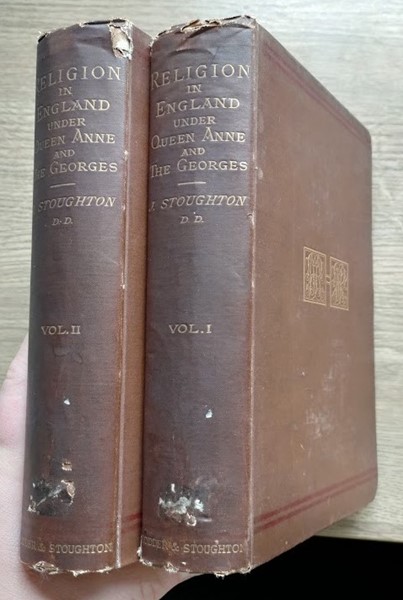 RELIGION
IN
ENGLAND
UNDER
QUEEN ANNE
AND
THE GEORGES
STOUGHTON
D.D.
VOL. II
& STOUGHTON
RELIGION
IN
ENGLAND
UNDER
QUEEN ANNE
AND
THE GEORGES
J. STOUGHTON
D.D.
VOL. I
& STOUGHTON